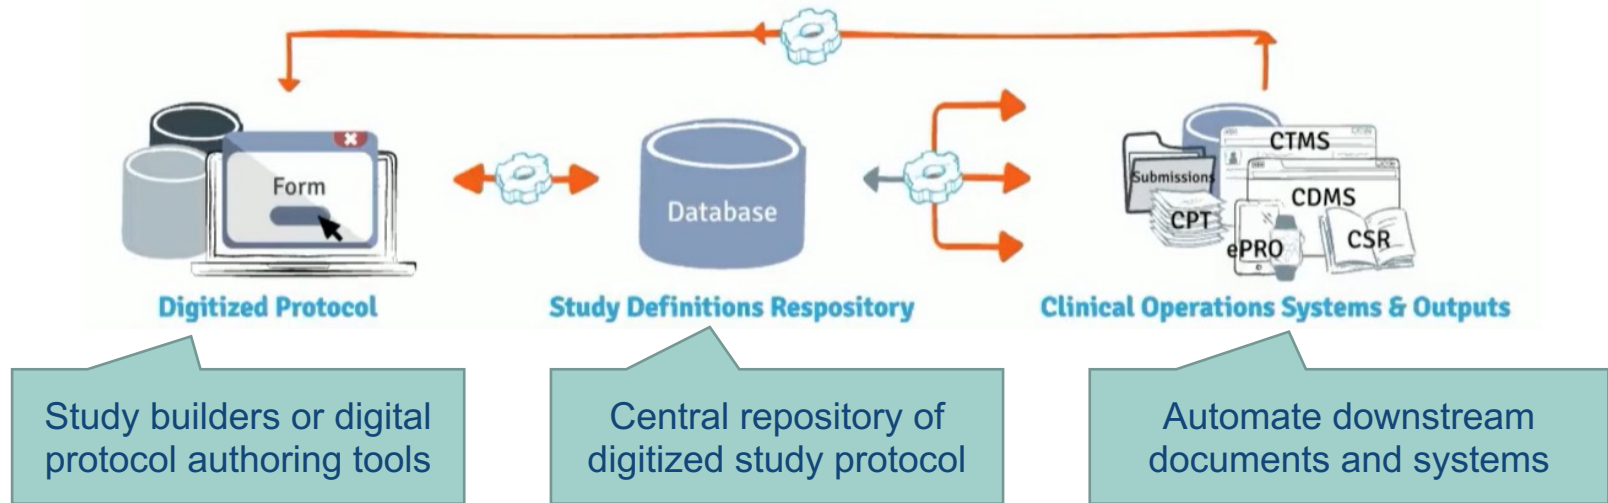 Form
Database
Submissions
CPT
CTMS
CDMS
ePRO
CSR
Digitized Protocol
Study Definitions Respository
Clinical Operations Systems & Outputs
Study builders or digital
protocol authoring tools
Central repository of
digitized study protocol
Automate downstream
documents and systems